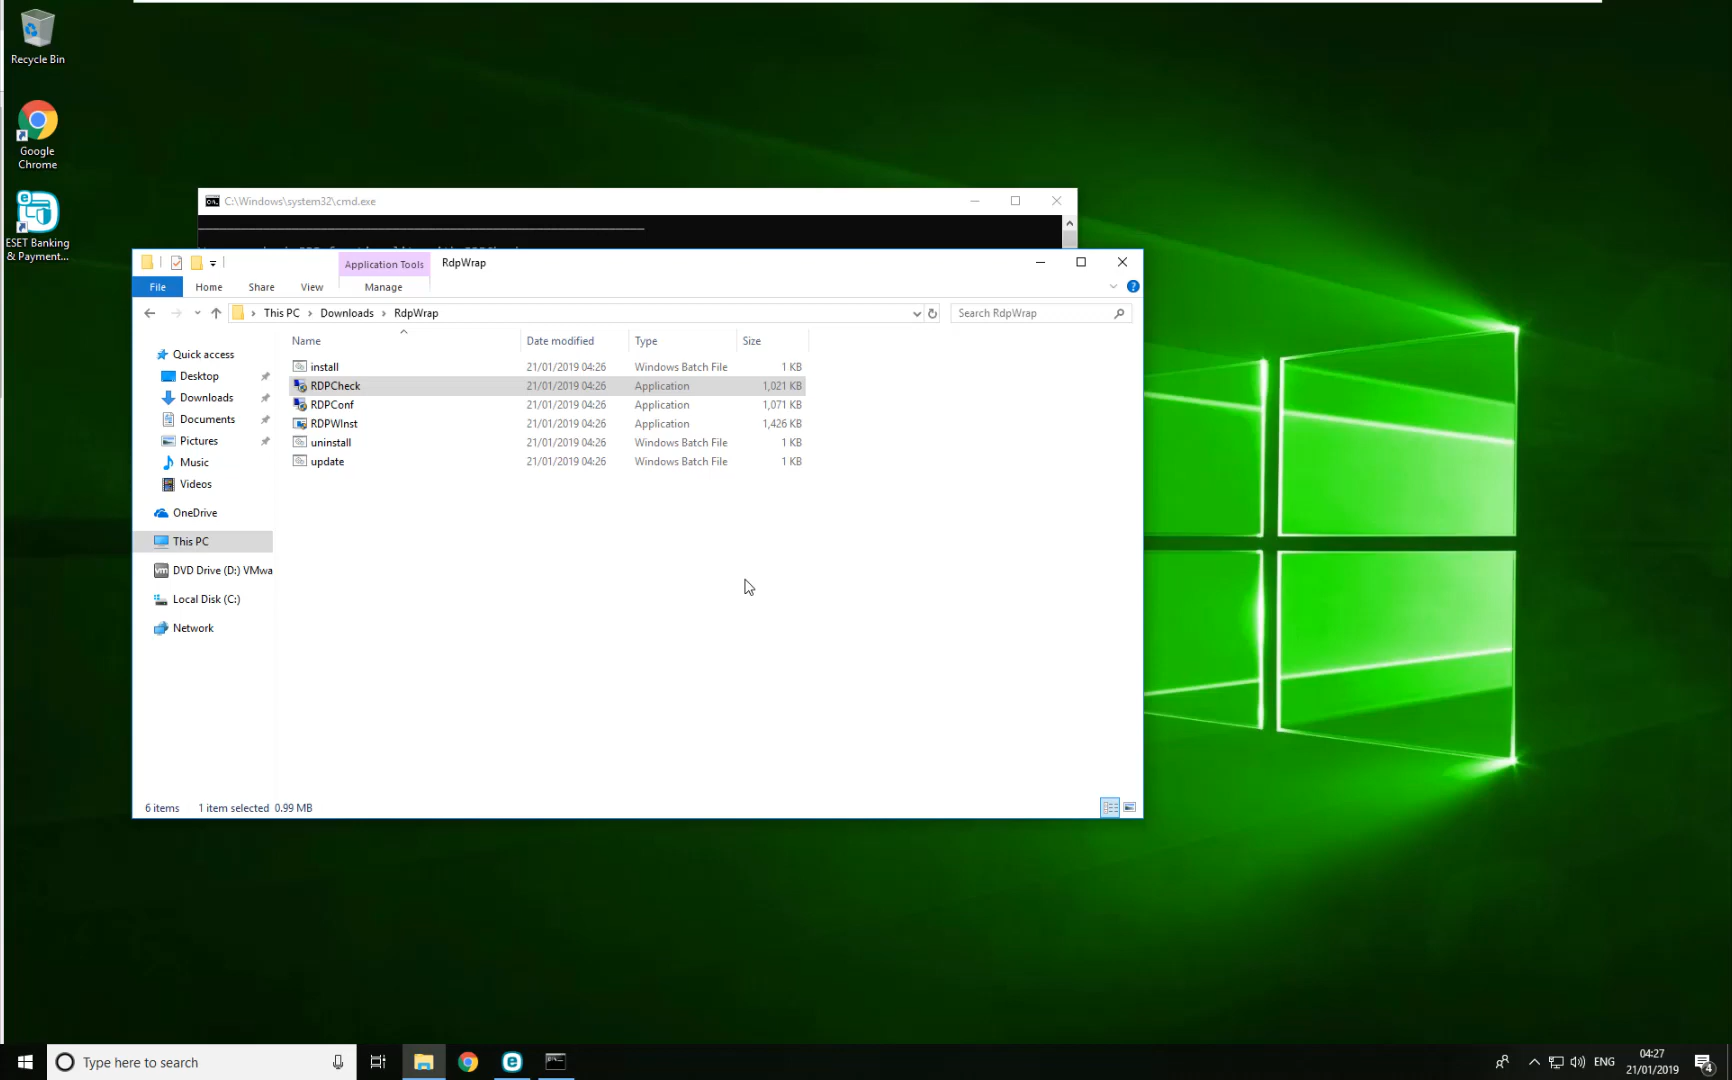 Recycle Bin
Google
Chrome
ESET Banking
& Payment...
C:\Windows\system32\cmd.exe
Application Tools
RdpWrap
File
Home
Share
View
Manage
This PC
Downloads
RdpWrap
Search RdpWrap
Name
Date modified
Type
Size
Quick access
Desktop
Downloads
Documents
Pictures
Music
Videos
OneDrive
This PC
DVD Drive (D:) VMwa
Local Disk (C:)
Network
install 21/01/2019 04:26 Windows Batch File 1 KB
RDPCheck 21/01/2019 04:26 Application 1,021 KB
RDPConf 21/01/2019 04:26 Application 1,071 KB
RDPWInst 21/01/2019 04:26 Application 1,426 KB
uninstall 21/01/2019 04:26 Windows Batch File 1 KB
update 21/01/2019 04:26 Windows Batch File 1 KB
6 items 1 item selected 0.99 MB
Type here to search
ENG
04:27
21/01/2019
4